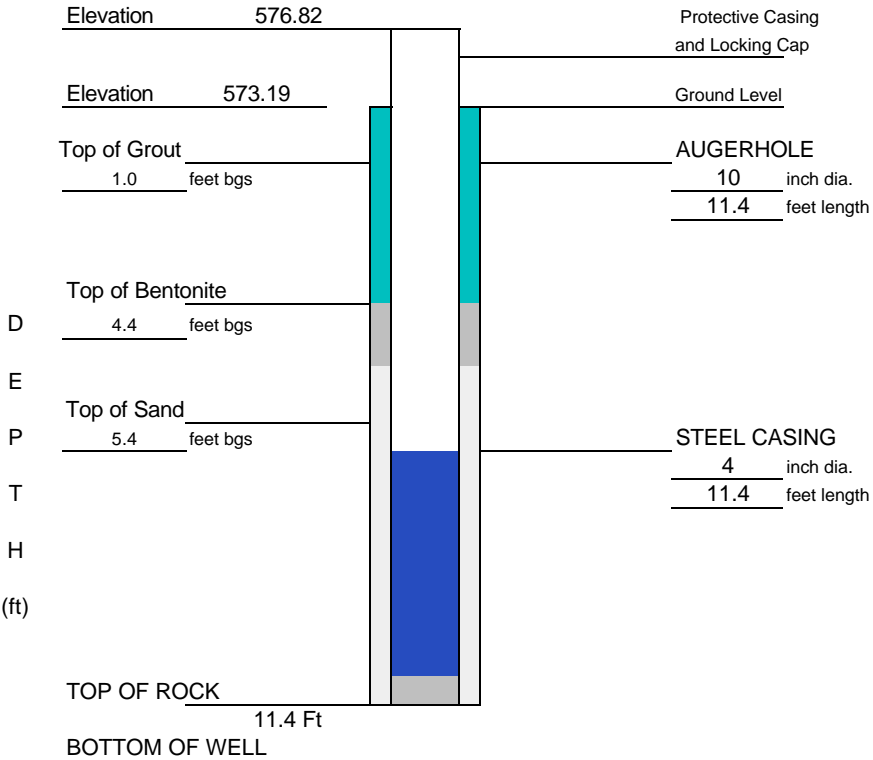 Elevation 576.82
Protective Casing
and Locking Cap
Elevation 573.19
Ground Level
Top of Grout
1.0 feet bgs
AUGERHOLE
10 inch dia.
11.4 feet length
Top of Bentonite
D
4.4 feet bgs
E
Top of Sand
P
5.4 feet bgs
STEEL CASING
4 inch dia.
T
11.4 feet length
H
(ft)
TOP OF ROCK
11.4 Ft
BOTTOM OF WELL